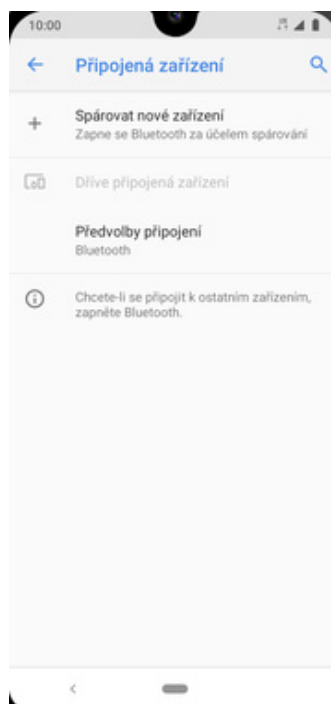 10:00
Připojená zařízení
Spárovat nové zařízení
Zapne se Bluetooth za účelem spárování
Dříve připojená zařízení
Předvolby připojení
Bluetooth
Chcete-li se připojit k ostatním zařízením,
zapněte Bluetooth.